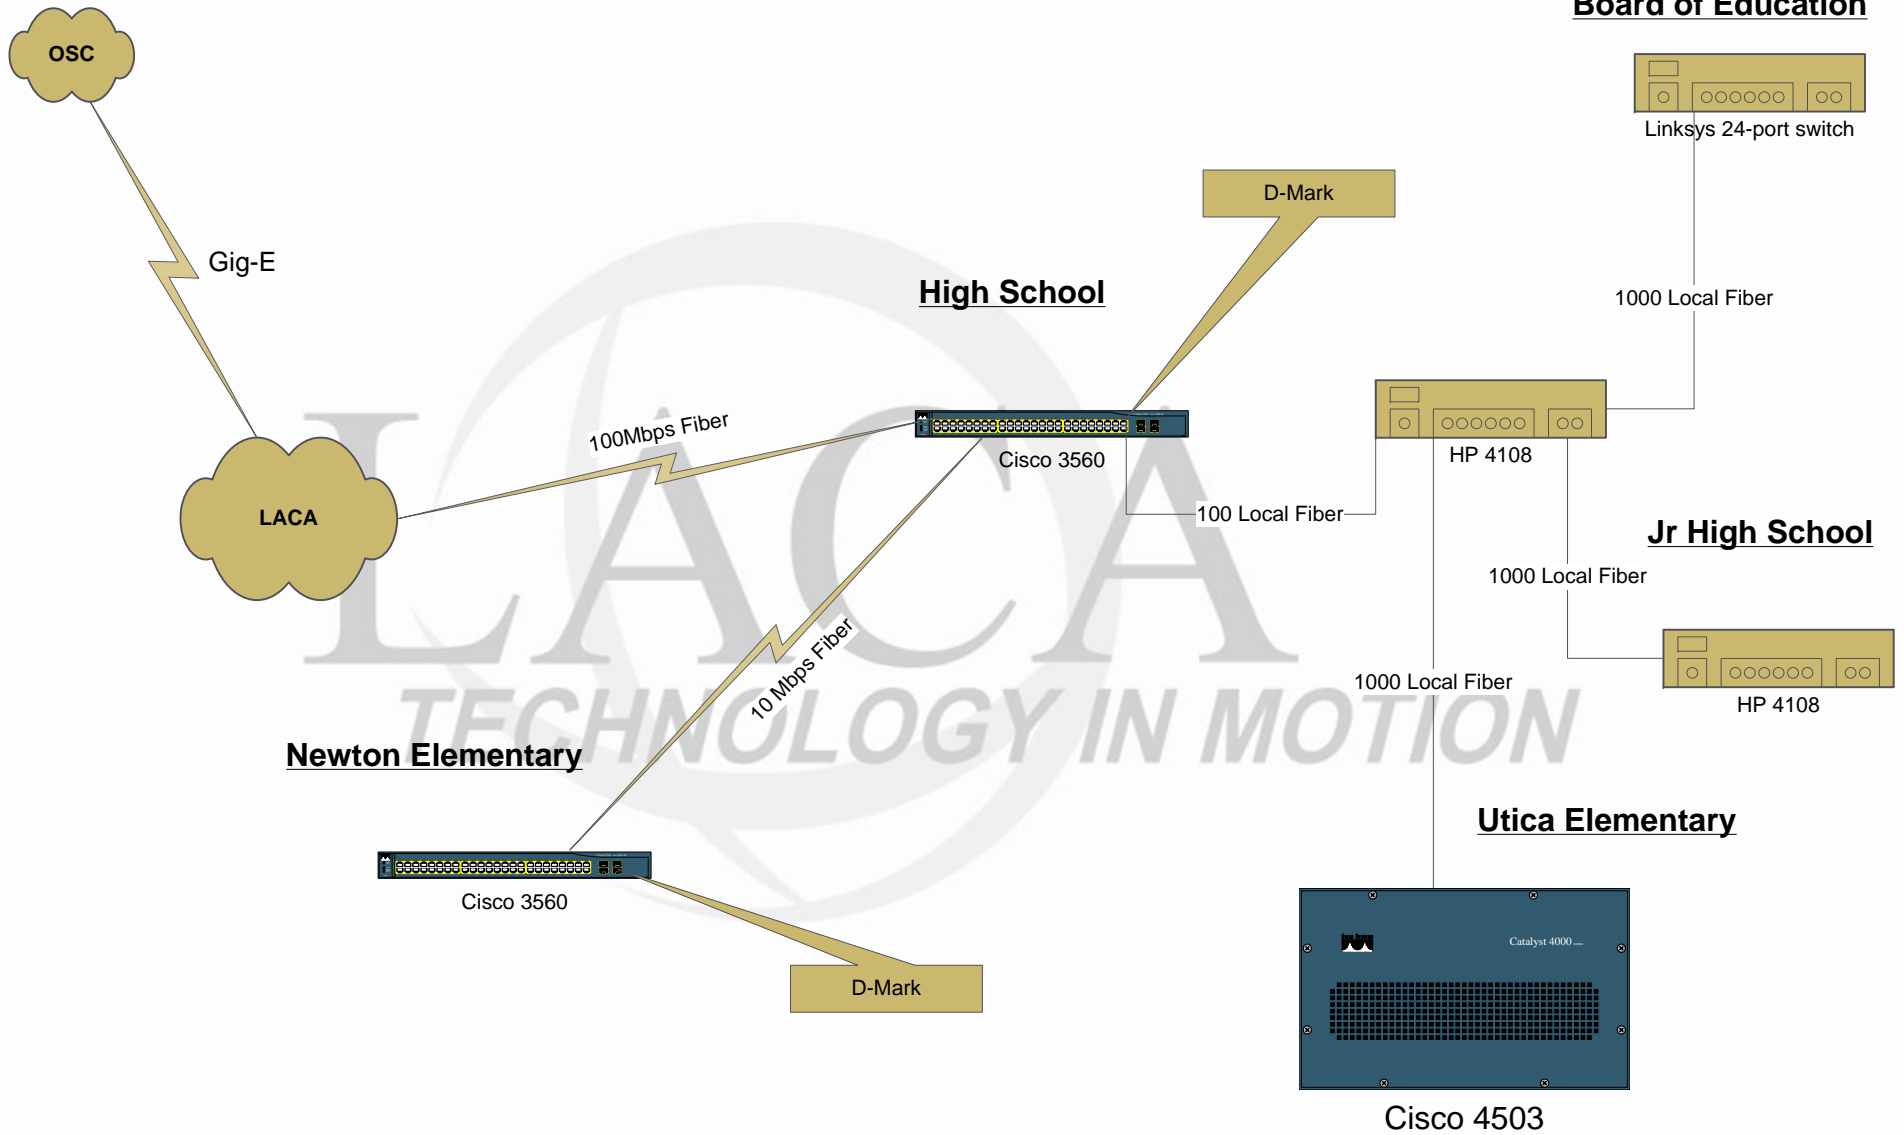 Board of Education
OSC
Linksys 24-port switch
D-Mark
Gig-E
High School
1000 Local Fiber
100Mbps Fiber
Cisco 3560
HP 4108
LACA
100 Local Fiber
Jr High School
1000 Local Fiber
10 Mbps Fiber
1000 Local Fiber
HP 4108
LACA
TECHNOLOGY IN MOTION
Newton Elementary
Utica Elementary
Cisco 3560
D-Mark
Catalyst 4000
Cisco 4503